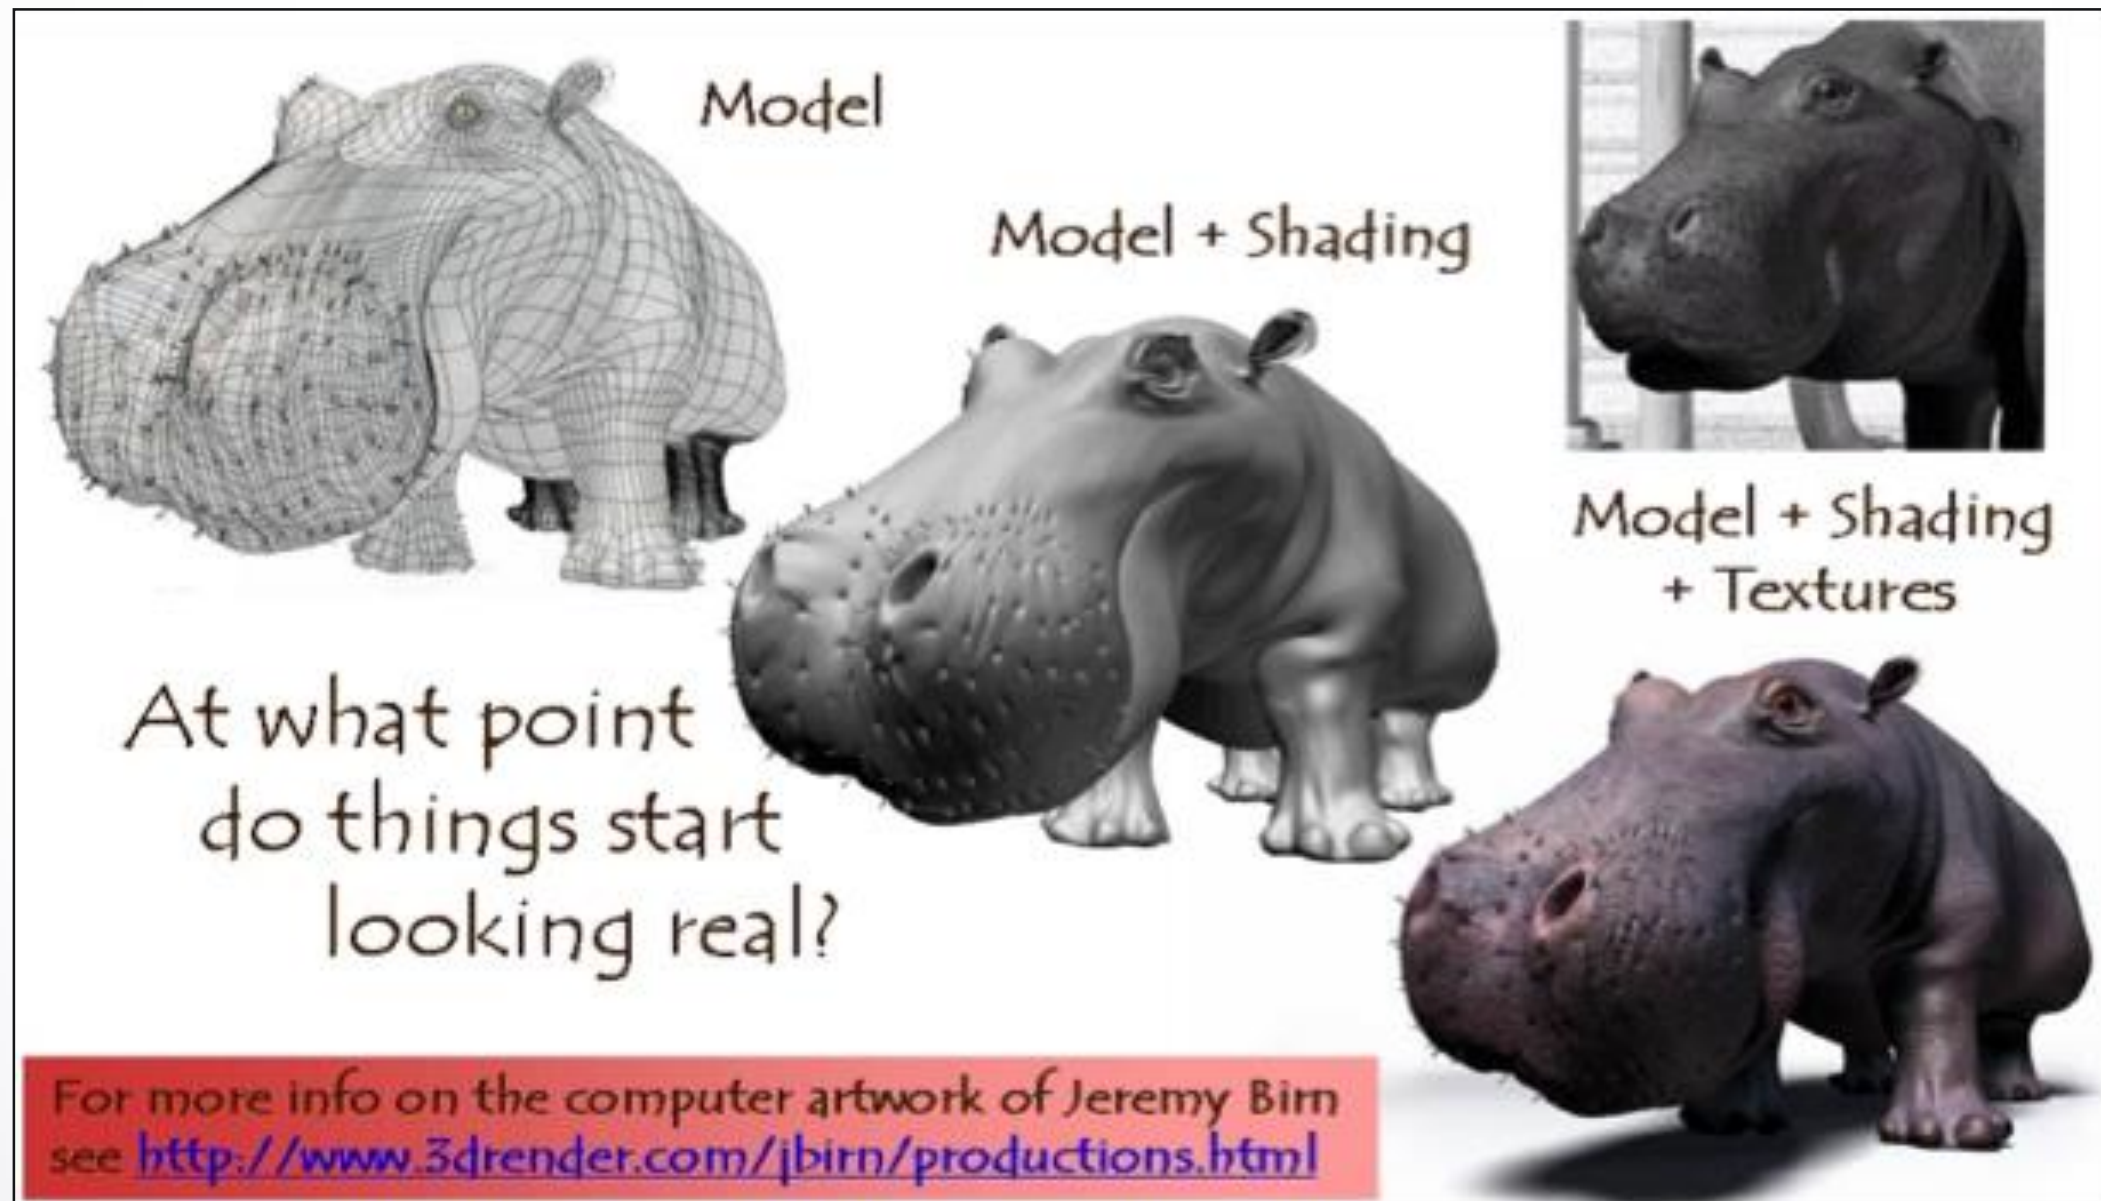 Model
Model + Shading
Model + Shading
+ Textures
At what point
do things start
looking real?
For more info on the computer artwork of Jeremy Birn
see http://www.3drender.com/jbirn/productions.html